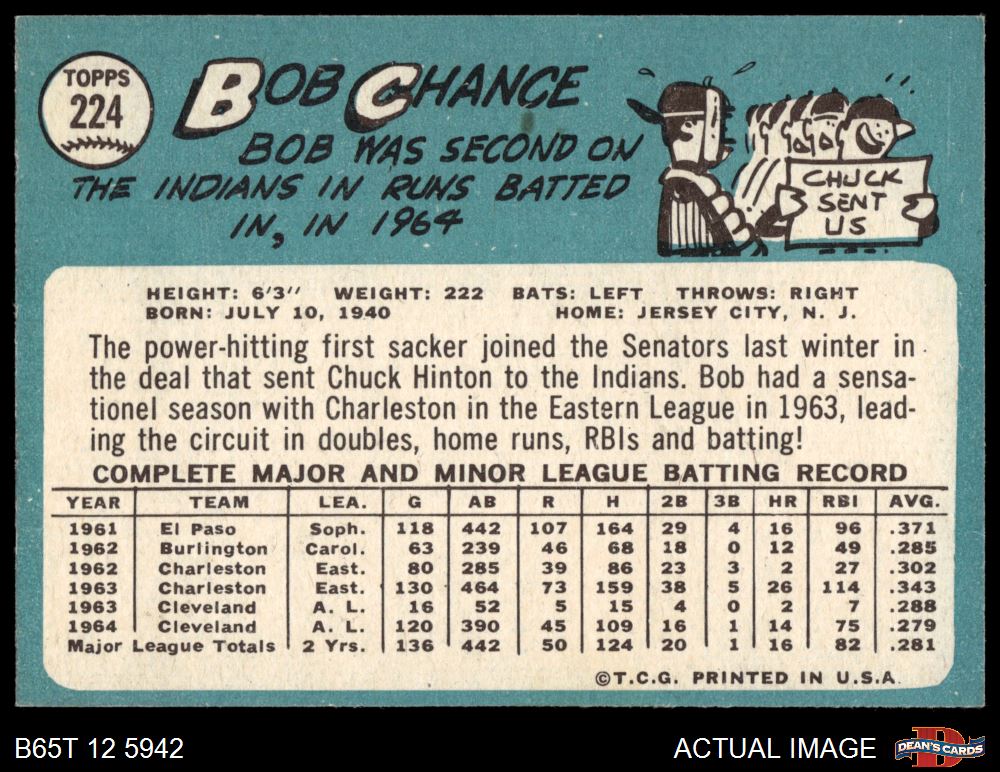 TOPPS
224
BOB CHANCE
BOB WAS SECOND ON
THE INDIANS IN RUNS BATTED
IN, IN 1964
CHUCK
SENT
US
HEIGHT: 6'3" WEIGHT: 222 BATS: LEFT THROWS: RIGHT
BORN: JULY 10, 1940 HOME: JERSEY CITY, N. J.
The power-hitting first sacker joined the Senators last winter in
the deal that sent Chuck Hinton to the Indians. Bob had a sensa-
tionel season with Charleston in the Eastern League in 1963, lead-
ing the circuit in doubles, home runs, RBIs and batting!
COMPLETE MAJOR AND MINOR LEAGUE BATTING RECORD
YEAR TEAM LEA. G AB R H 2B 3B HR RBI AVG.
1961 El Paso Soph. 118 442 107 164 29 4 16 96 .371
1962 Burlington Carol. 63 239 46 68 18 0 12 49 .285
1962 Charleston East. 80 285 39 86 23 3 2 27 .302
1963 Charleston East. 130 464 73 159 38 5 26 114 .343
1963 Cleveland A. L. 16 52 5 15 4 0 2 7 .288
1964 Cleveland A. L. 120 390 45 109 16 1 14 75 .279
Major League Totals 2 Yrs. 136 442 50 124 20 1 16 82 .281
©T.C.G. PRINTED IN U.S.A.
B65T 12 5942
ACTUAL IMAGE
D
DEAN'S CARDS